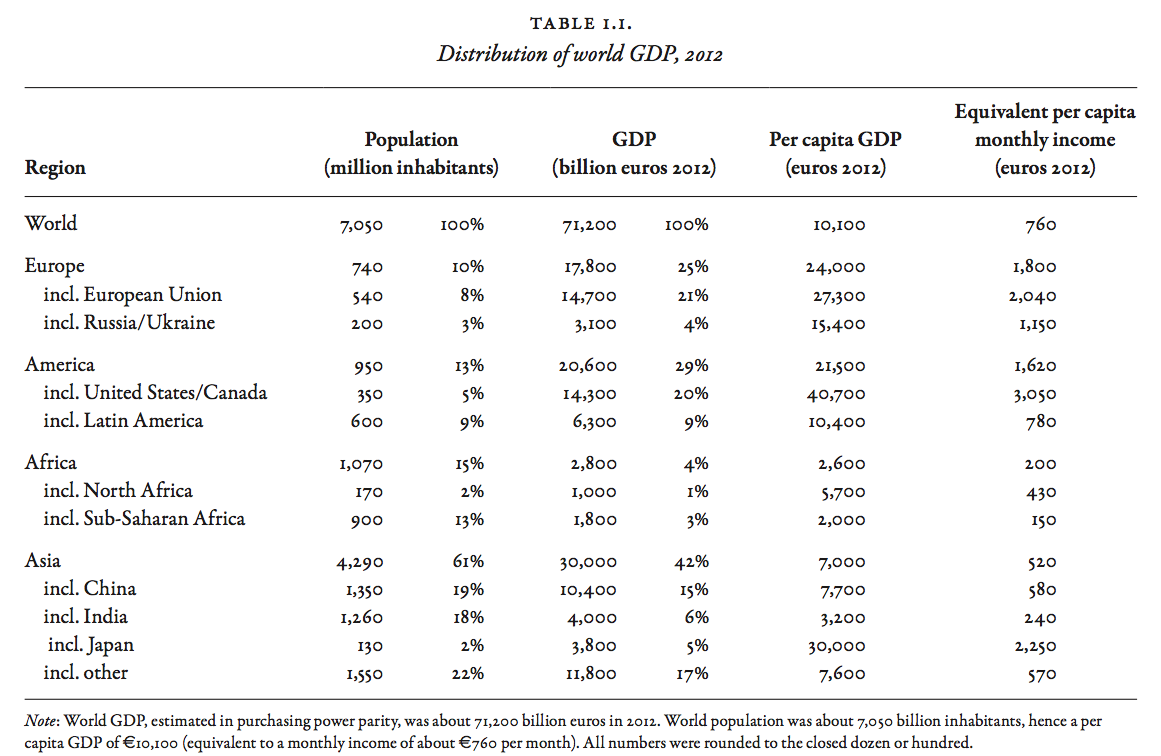 TABLE 1.1.
Distribution of world GDP, 2012
Region Population (million inhabitants) GDP (billion euros 2012) Per capita GDP (euros 2012) Equivalent per capita monthly income (euros 2012)
World 7,050 100% 71,200 100% 10,100 760
Europe 740 10% 17,800 25% 24,000 1,800
incl. European Union 540 8% 14,700 21% 27,300 2,040
incl. Russia/Ukraine 200 3% 3,100 4% 15,400 1,150
America 950 13% 20,600 29% 21,500 1,620
incl. United States/Canada 350 5% 14,300 20% 40,700 3,050
incl. Latin America 600 9% 6,300 9% 10,400 780
Africa 1,070 15% 2,800 4% 2,600 200
incl. North Africa 170 2% 1,000 1% 5,700 430
incl. Sub-Saharan Africa 900 13% 1,800 3% 2,000 150
Asia 4,290 61% 30,000 42% 7,000 520
incl. China 1,350 19% 10,400 15% 7,700 580
incl. India 1,260 18% 4,000 6% 3,200 240
incl. Japan 130 2% 3,800 5% 30,000 2,250
incl. other 1,550 22% 11,800 17% 7,600 570
Note: World GDP, estimated in purchasing power parity, was about 71,200 billion euros in 2012. World population was about 7,050 billion inhabitants, hence a per
capita GDP of €10,100 (equivalent to a monthly income of about €760 per month). All numbers were rounded to the closed dozen or hundred.